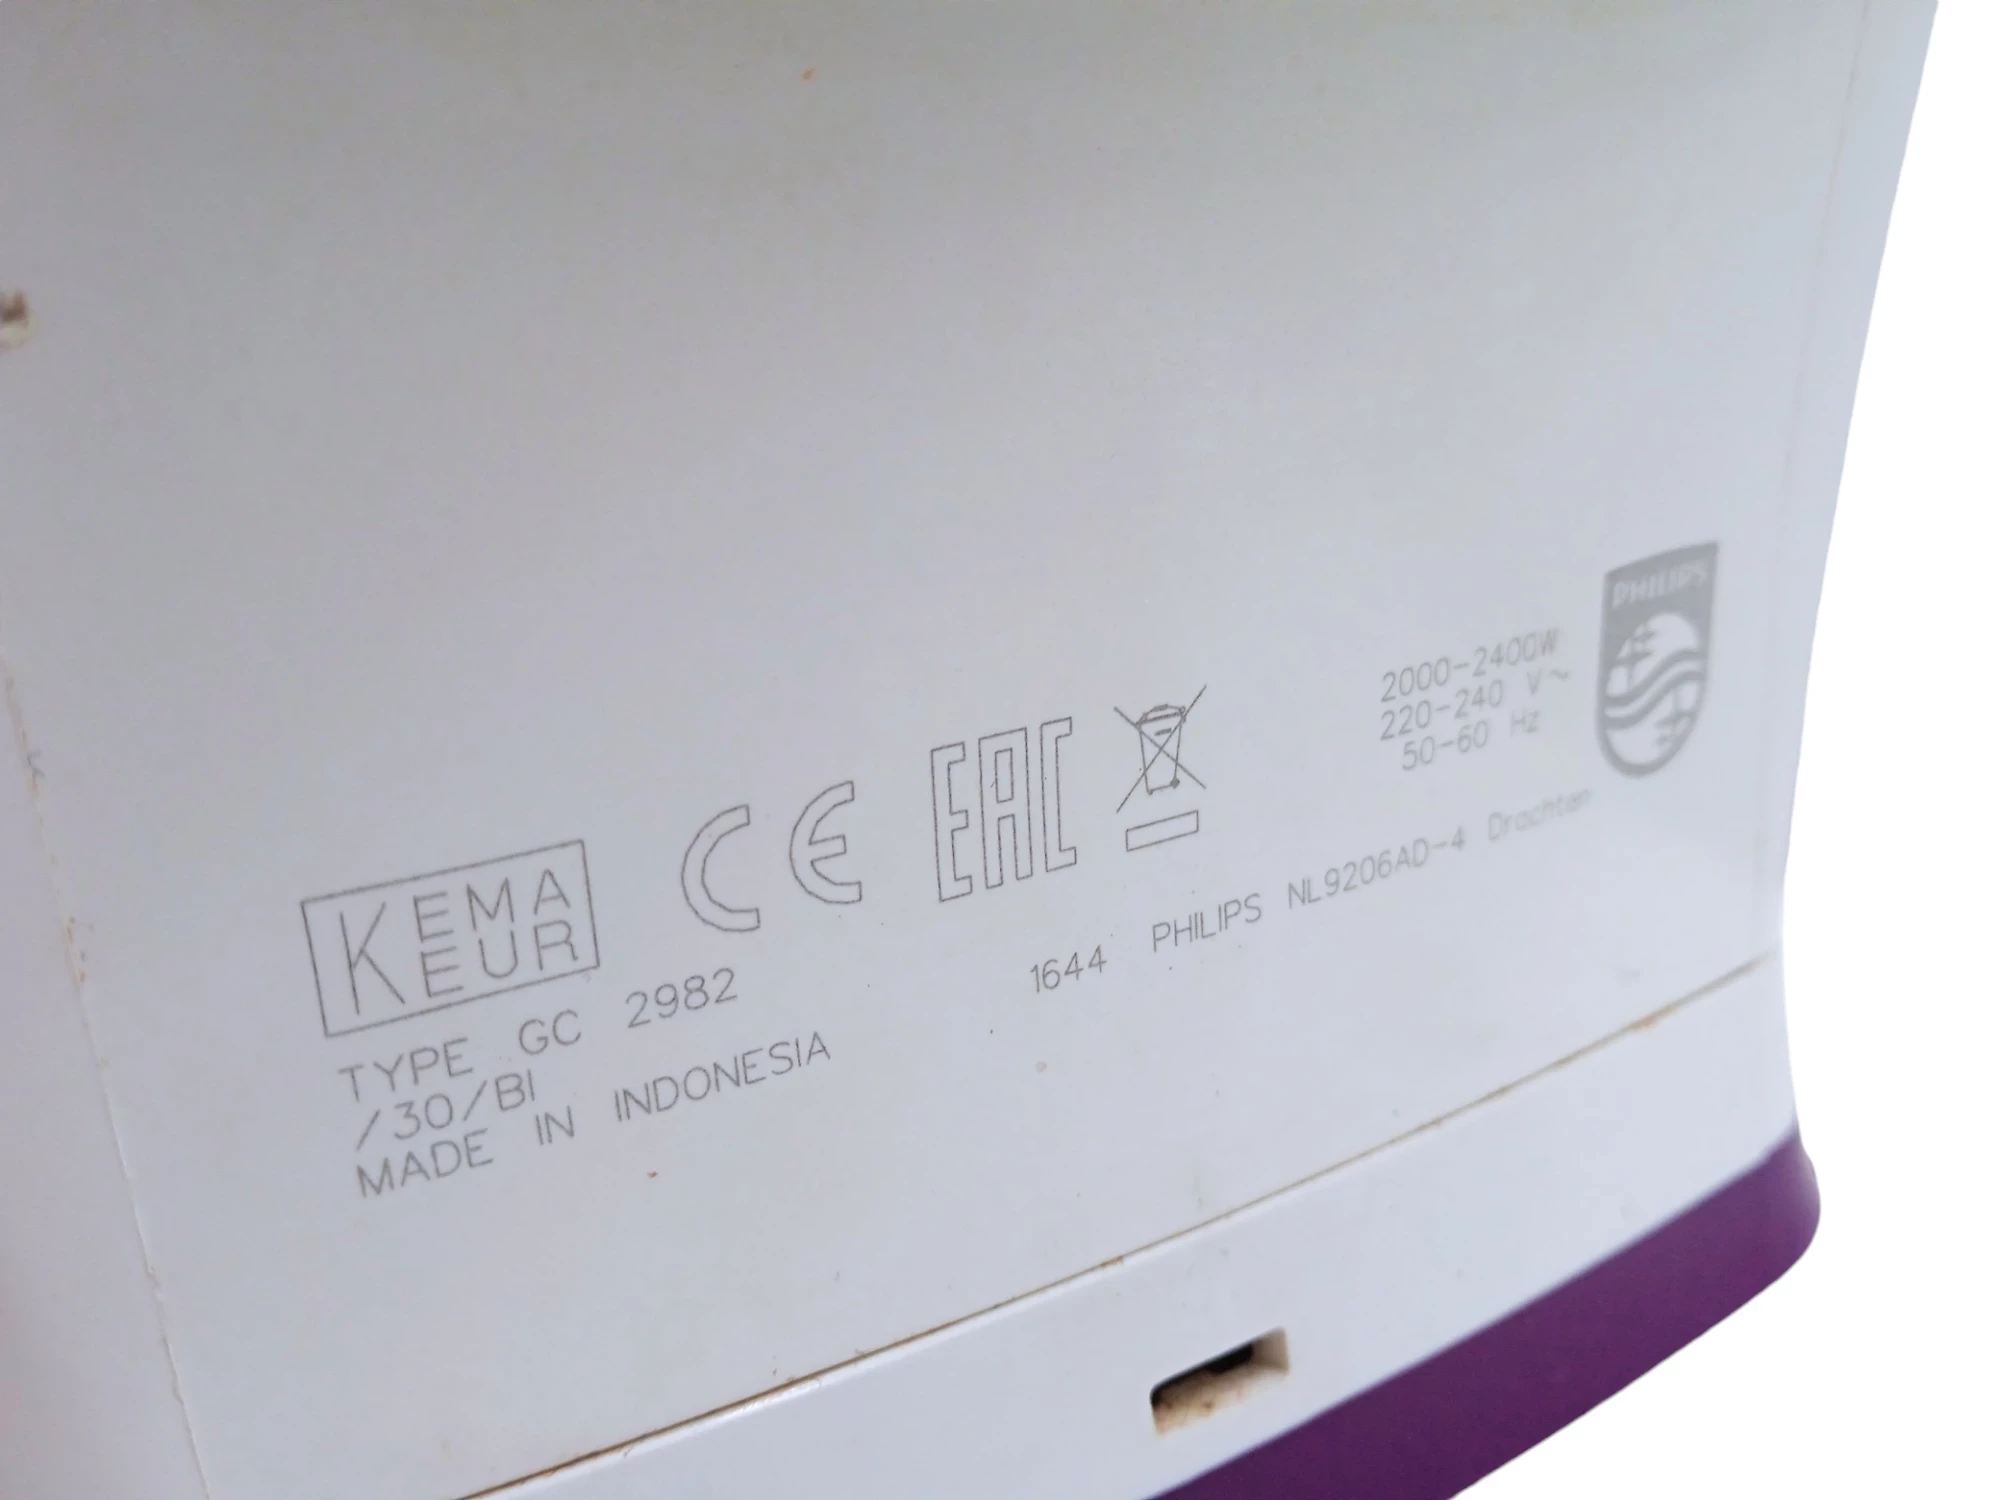 PHILIPS
2000-2400W
220-240 V~
50-60 Hz
KEMA
KEUR
CE
EAC
1644 PHILIPS NL9206AD-4 Drachten
TYPE GC 2982
/30/BI
MADE IN INDONESIA